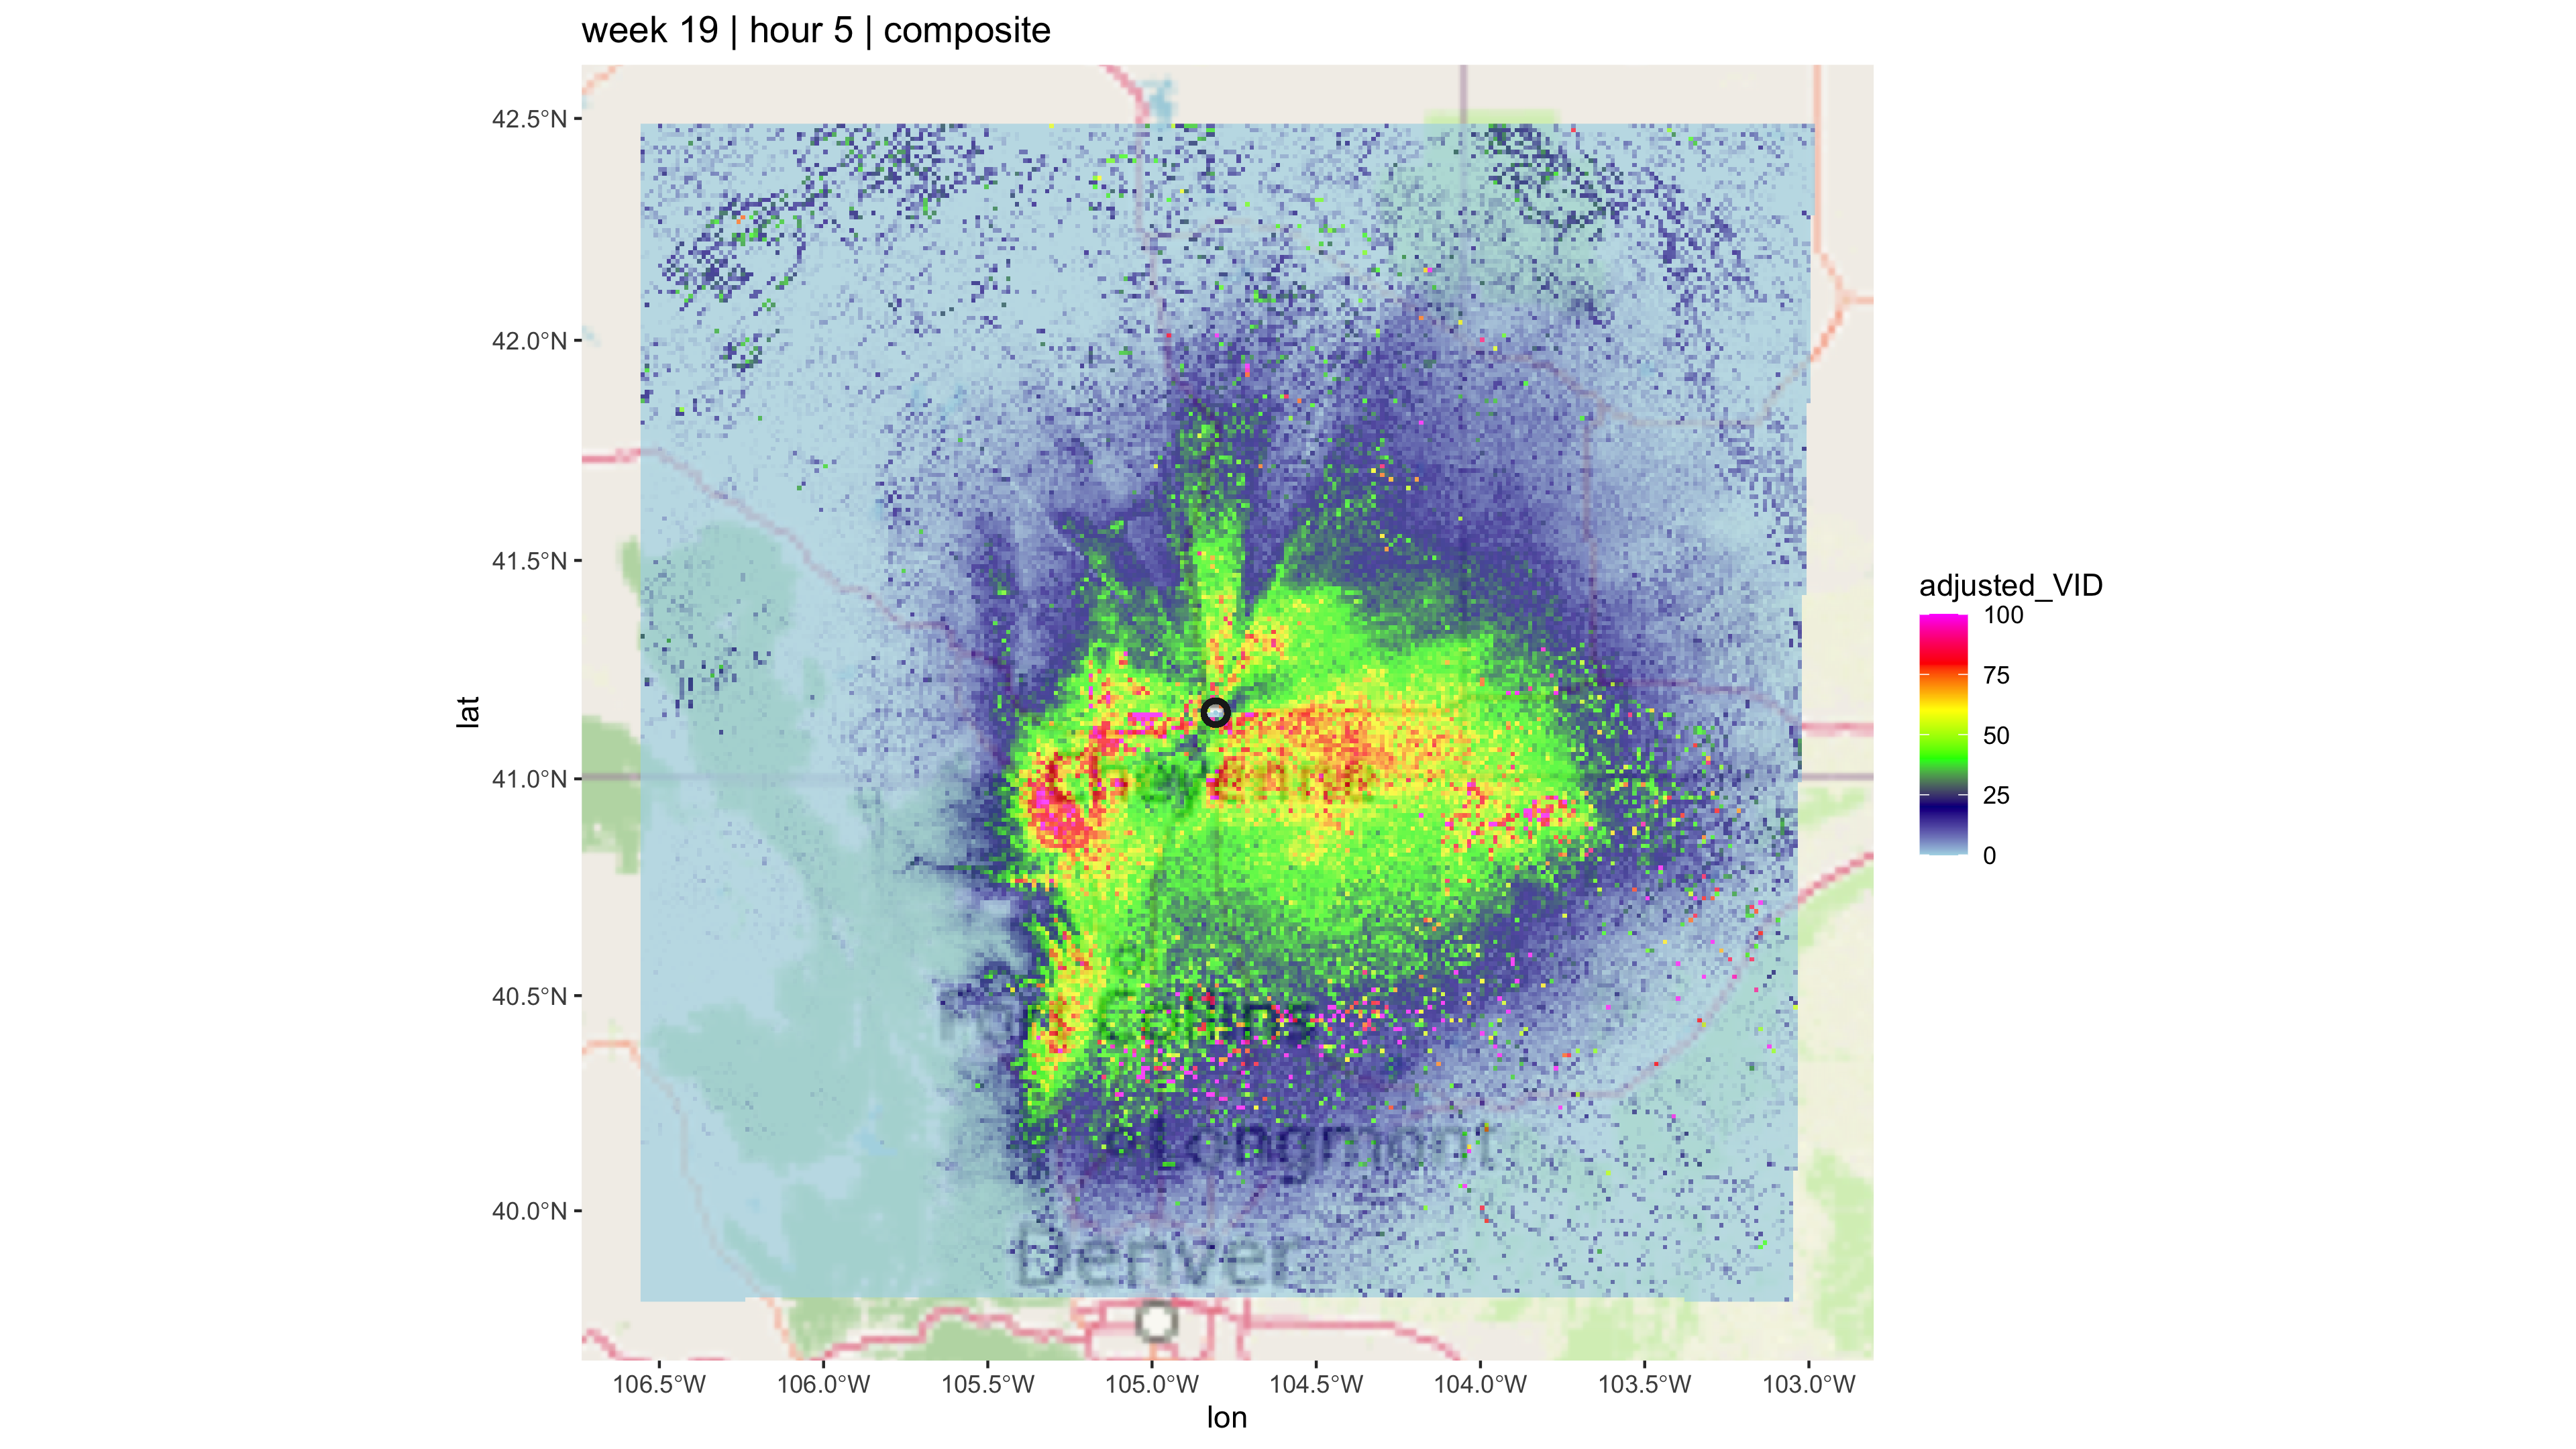 week 19 | hour 5 | composite
42.5°N
42.0°N
41.5°N
41.0°N
40.5°N
40.0°N
lat
Cheyenne
Fort Collins
Longmont
Denver
106.5°W 106.0°W 105.5°W 105.0°W 104.5°W 104.0°W 103.5°W 103.0°W
lon
adjusted_VID
100
75
50
25
0